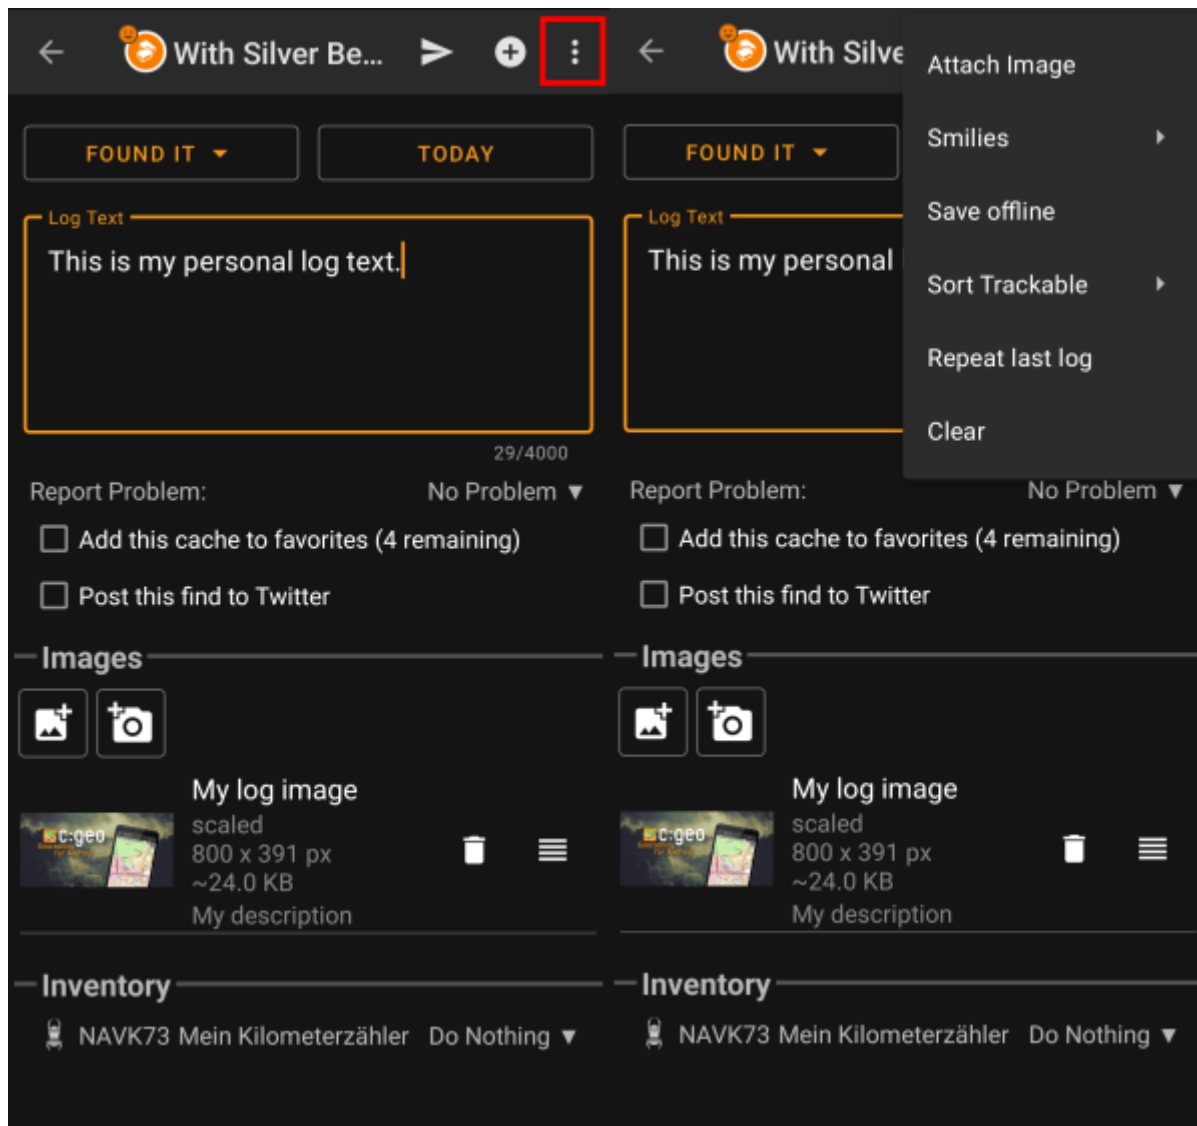 With Silver Be...
FOUND IT
TODAY
Log Text
This is my personal log text.
29/4000
Report Problem:
No Problem
Add this cache to favorites (4 remaining)
Post this find to Twitter
Images
c:geo
My log image
scaled
800 x 391 px
~24.0 KB
My description
Inventory
NAVK73 Mein Kilometerzähler
Do Nothing
With Silve
FOUND IT
Log Text
This is my personal
Attach Image
Smilies
Save offline
Sort Trackable
Repeat last log
Clear
Report Problem:
No Problem
Add this cache to favorites (4 remaining)
Post this find to Twitter
Images
c:geo
My log image
scaled
800 x 391 px
~24.0 KB
My description
Inventory
NAVK73 Mein Kilometerzähler
Do Nothing